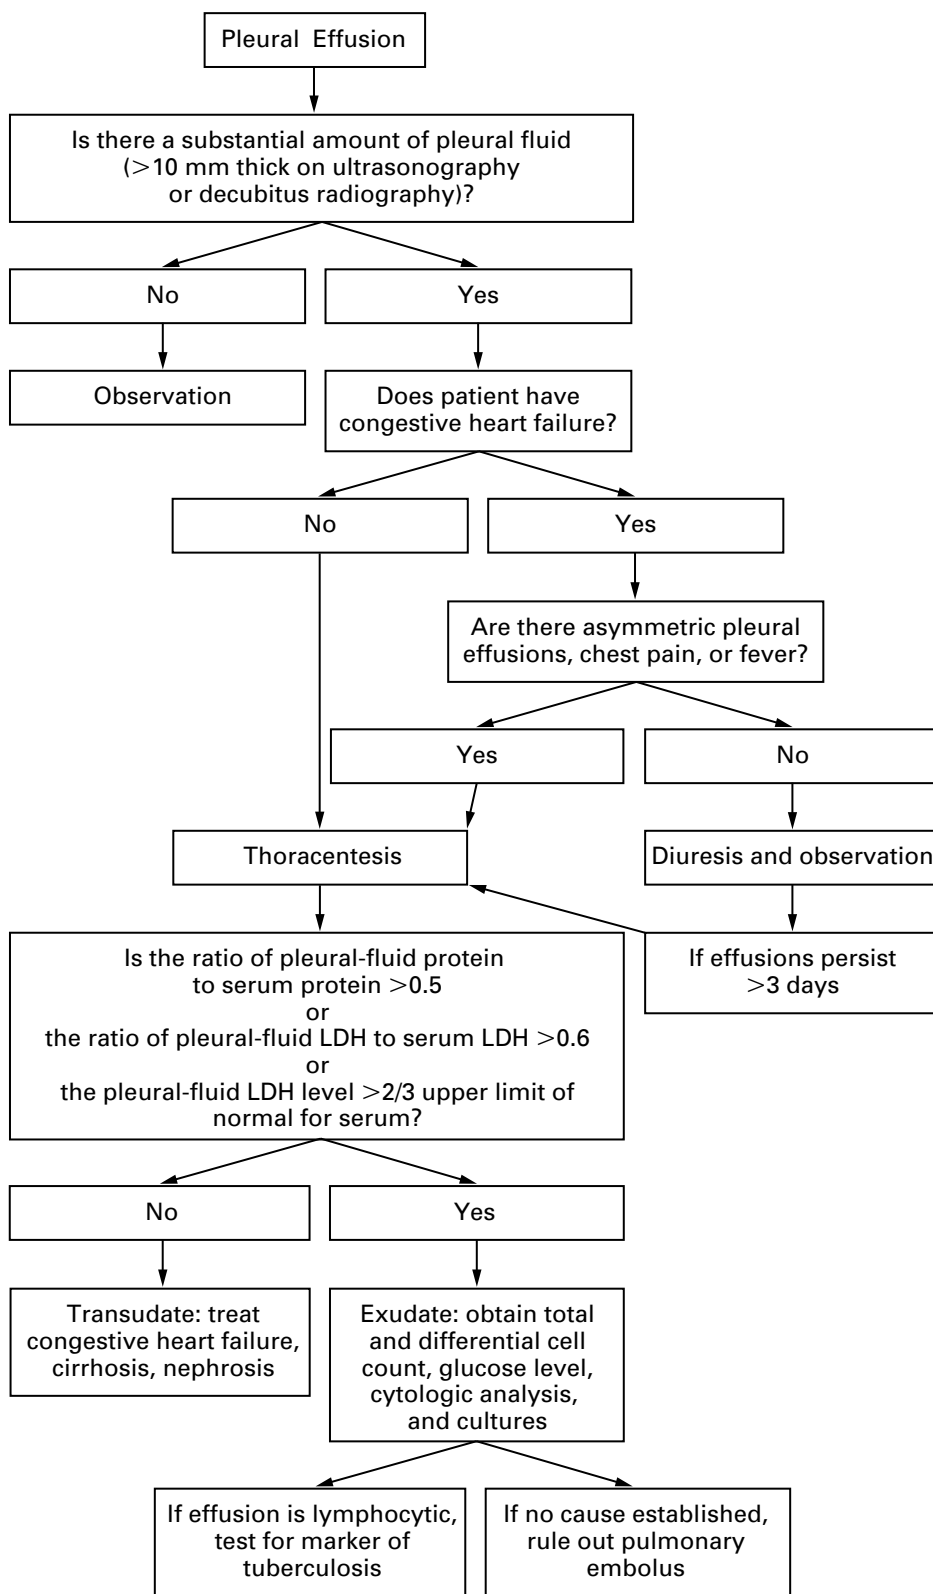 Pleural Effusion
Is there a substantial amount of pleural fluid
(>10 mm thick on ultrasonography
or decubitus radiography)?
No
Yes
Observation
Does patient have
congestive heart failure?
No
Yes
Are there asymmetric pleural
effusions, chest pain, or fever?
Yes
No
Thoracentesis
Diuresis and observation
Is the ratio of pleural-fluid protein
to serum protein >0.5
or
the ratio of pleural-fluid LDH to serum LDH >0.6
or
the pleural-fluid LDH level >2/3 upper limit of
normal for serum?
If effusions persist
>3 days
No
Yes
Transudate: treat
congestive heart failure,
cirrhosis, nephrosis
Exudate: obtain total
and differential cell
count, glucose level,
cytologic analysis,
and cultures
If effusion is lymphocytic,
test for marker of
tuberculosis
If no cause established,
rule out pulmonary
embolus